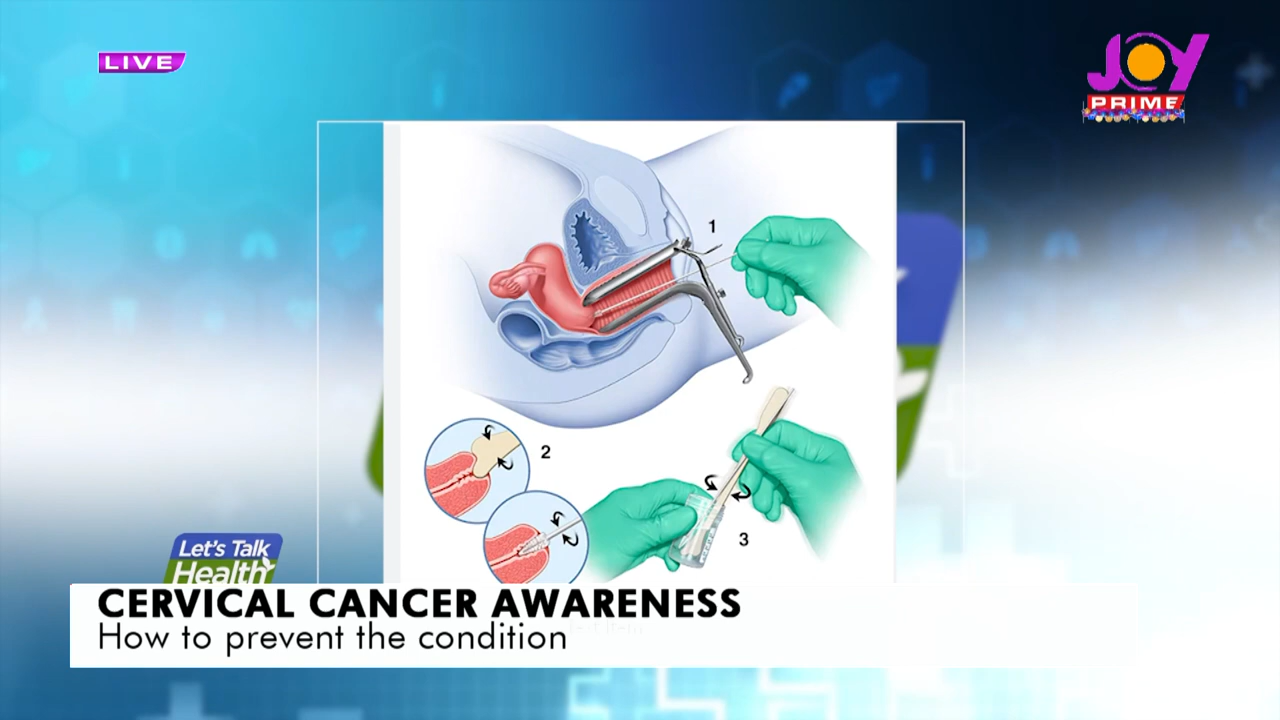 LIVE
JOY
PRIME
1
2
3
Let's Talk
Health
CERVICAL CANCER AWARENESS
How to prevent the condition